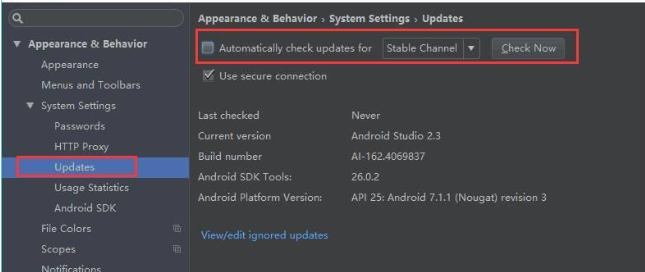 Appearance & Behavior
Appearance
Menus and Toolbars
System Settings
Passwords
HTTP Proxy
Updates
Usage Statistics
Android SDK
File Colors
Scopes
Notifications
Appearance & Behavior › System Settings › Updates
Automatically check updates for Stable Channel Check Now
Use secure connection
Last checked Never
Current version Android Studio 2.3
Build number AI-162.4069837
Android SDK Tools: 26.0.2
Android Platform Version: API 25: Android 7.1.1 (Nougat) revision 3
View/edit ignored updates